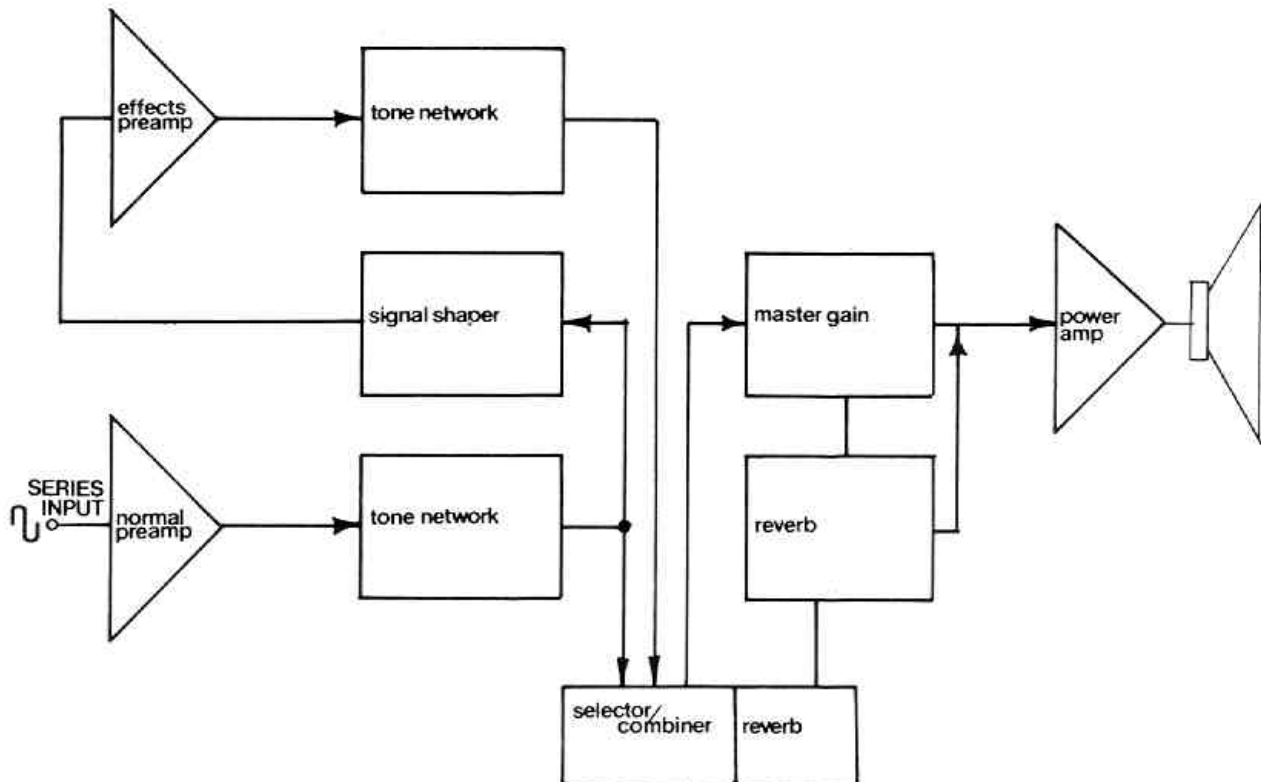 effects
preamp
tone network
signal shaper
master gain
power
amp
SERIES
INPUT
normal
preamp
tone network
reverb
selector/
combiner
reverb